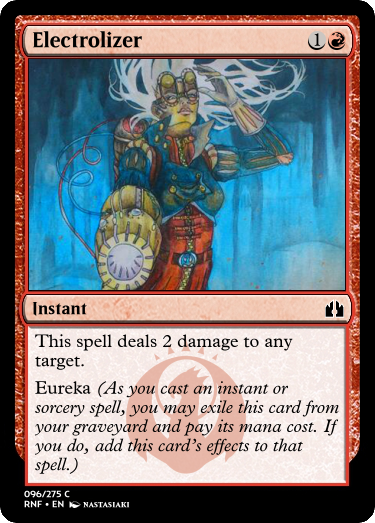 Electrolizer 1
Instant
This spell deals 2 damage to any
target.
Eureka (As you cast an instant or
sorcery spell, you may exile this card from
your graveyard and pay its mana cost. If
you do, add this card's effects to that
spell.)
096/275 C
RNF • EN NASTASIAKI